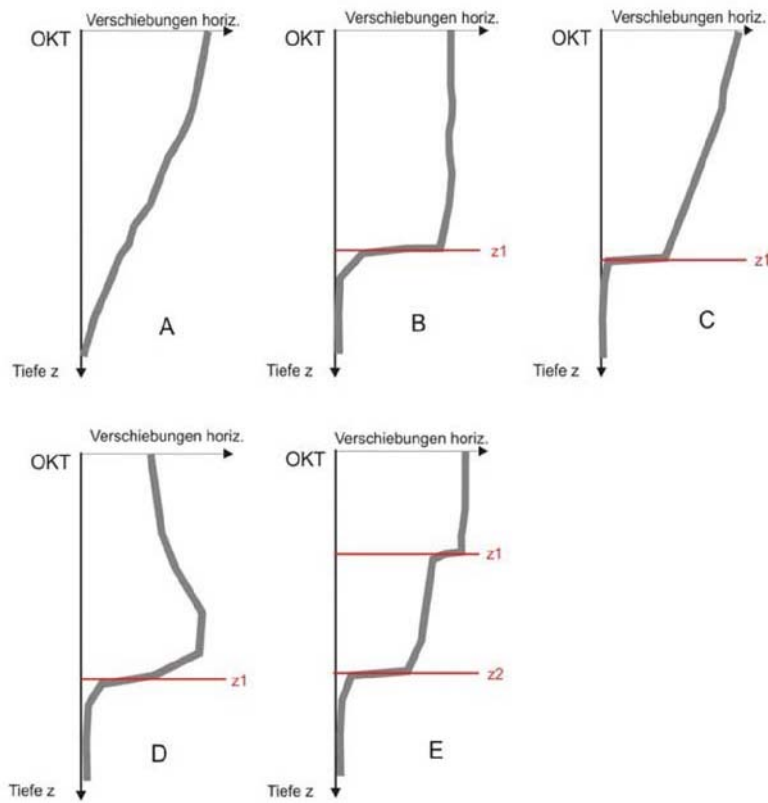 Verschiebungen horiz.
OKT
A
Tiefe z
Verschiebungen horiz.
OKT
z1
B
Tiefe z
Verschiebungen horiz.
OKT
z1
C
Tiefe z
Verschiebungen horiz.
OKT
z1
D
Tiefe z
Verschiebungen horiz.
OKT
z1
z2
E
Tiefe z